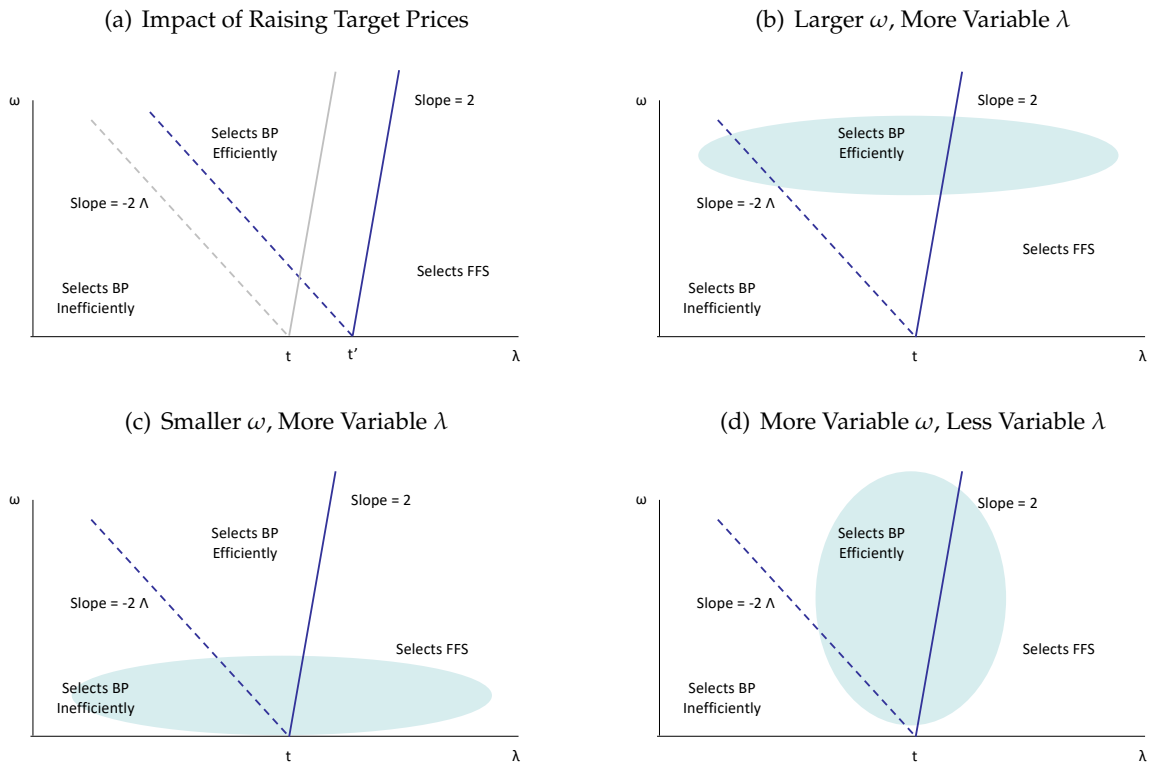 (a) Impact of Raising Target Prices
ω
Selects BP
Efficiently
Slope = 2
Slope = -2 Λ
Selects BP
Inefficiently
Selects FFS
t
t’
λ
(b) Larger ω, More Variable λ
ω
Selects BP
Efficiently
Slope = 2
Slope = -2 Λ
Selects BP
Inefficiently
Selects FFS
t
λ
(c) Smaller ω, More Variable λ
ω
Selects BP
Efficiently
Slope = 2
Slope = -2 Λ
Selects FFS
Selects BP
Inefficiently
t
λ
(d) More Variable ω, Less Variable λ
ω
Selects BP
Efficiently
Slope = 2
Slope = -2 Λ
Selects FFS
Selects BP
Inefficiently
t
λ